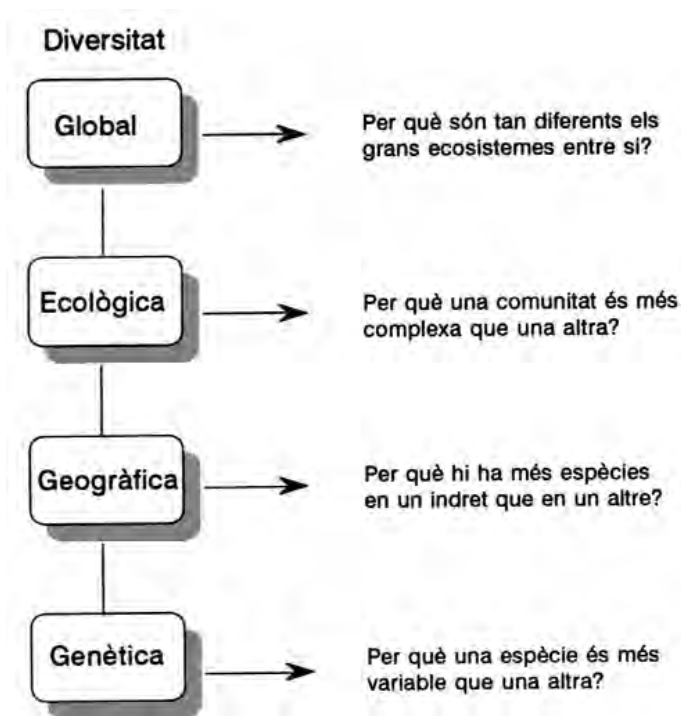 Diversitat
Global
Per què són tan diferents els
grans ecosistemes entre si?
Ecològica
Per què una comunitat és més
complexa que una altra?
Geogràfica
Per què hi ha més espècies
en un indret que en un altre?
Genètica
Per què una espècie és més
variable que una altra?